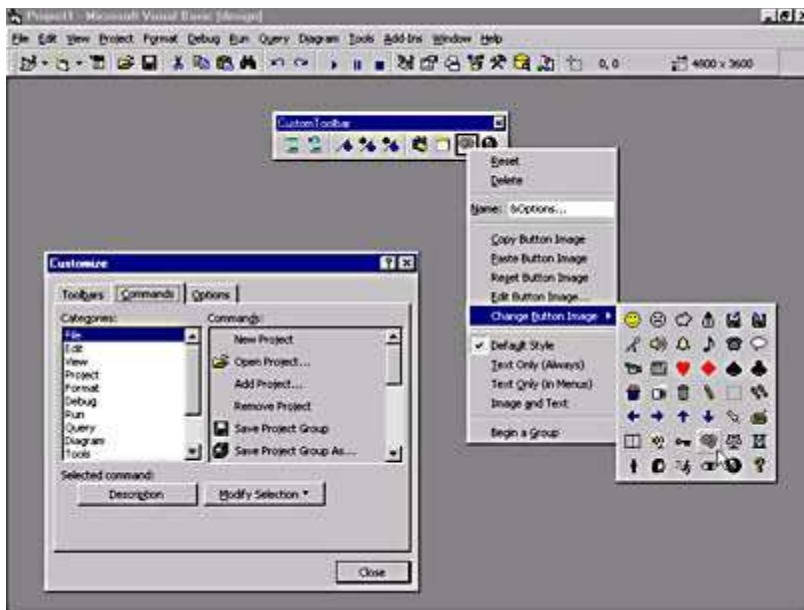 Project1 - Microsoft Visual Basic [design]
File Edit View Project Format Debug Run Query Diagram Tools Add-Ins Window Help
0, 0 4800 x 3600
CustomToolbar
Reset
Delete
Name: &Options...
Copy Button Image
Paste Button Image
Reset Button Image
Edit Button Image...
Change Button Image
Default Style
Text Only (Always)
Text Only (in Menus)
Image and Text
Begin a Group
Customize
Toolbars Commands Options
Categories: Commands:
File
Edit
View
Project
Format
Debug
Run
Query
Diagram
Tools
New Project
Open Project...
Add Project...
Remove Project
Save Project Group
Save Project Group As...
Selected command:
Description Modify Selection
Close